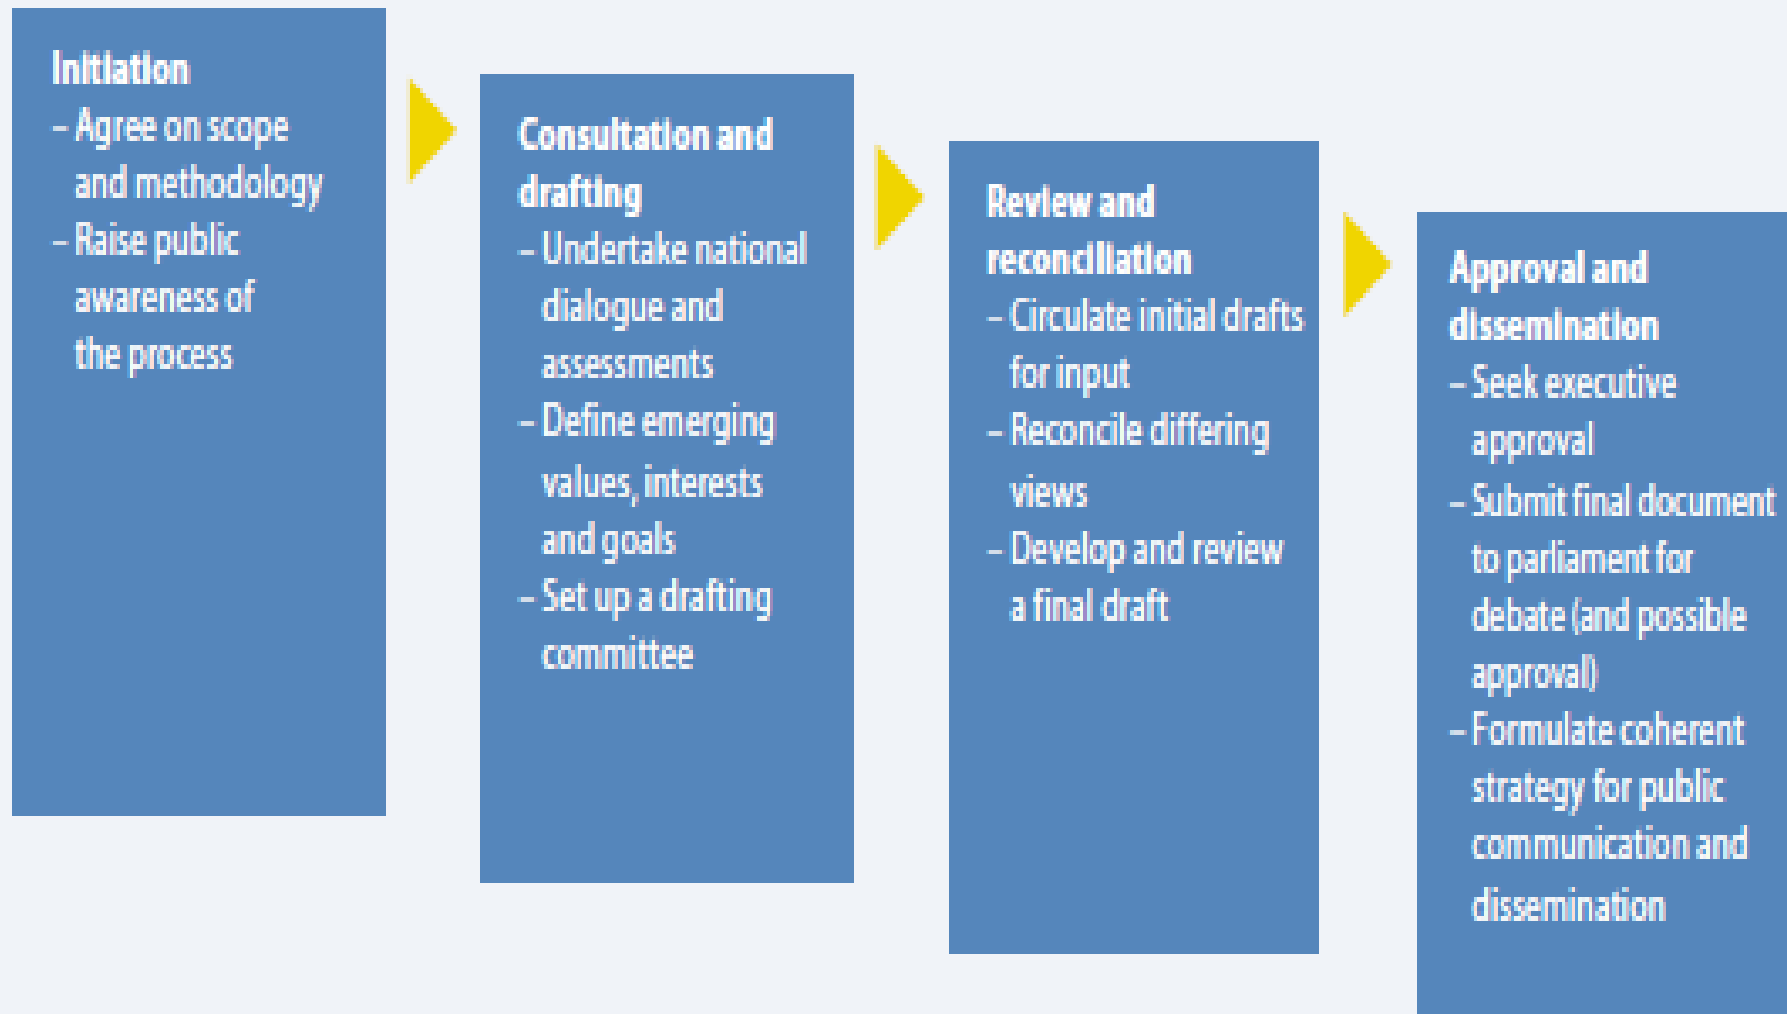 Initiation
– Agree on scope
and methodology
– Raise public
awareness of
the process
Consultation and
drafting
– Undertake national
dialogue and
assessments
– Define emerging
values, interests
and goals
– Set up a drafting
committee
Review and
reconciliation
– Circulate initial drafts
for input
– Reconcile differing
views
– Develop and review
a final draft
Approval and
dissemination
– Seek executive
approval
– Submit final document
to parliament for
debate (and possible
approval)
– Formulate coherent
strategy for public
communication and
dissemination